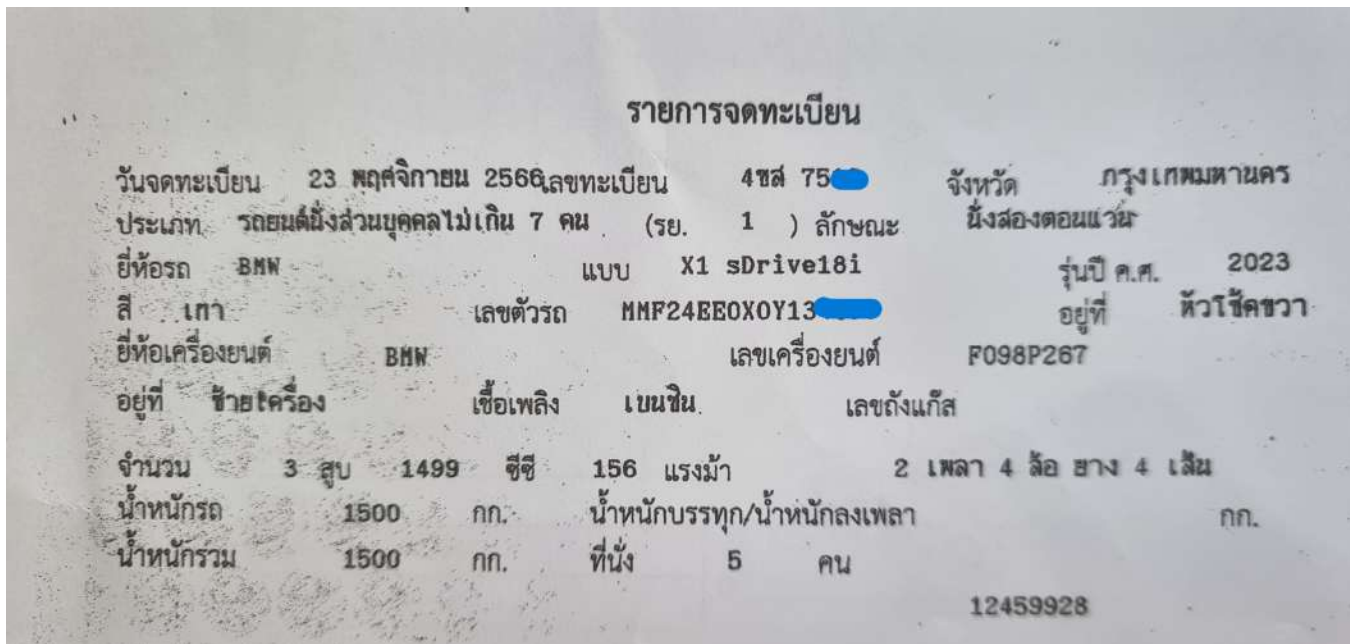 รายการจดทะเบียน
วันจดทะเบียน 23 พฤศจิกายน 2566 เลขทะเบียน 4ขส 75 จังหวัด กรุงเทพมหานคร
ประเภท รถยนต์นั่งส่วนบุคคลไม่เกิน 7 คน (รย. 1 ) ลักษณะ นั่งสองตอนแวน
ยี่ห้อรถ BMW แบบ X1 sDrive18i รุ่นปี ค.ศ. 2023
สี เทา เลขตัวรถ MMF24EE0X0Y13 อยู่ที่ หัวโช้คขวา
ยี่ห้อเครื่องยนต์ BMW เลขเครื่องยนต์ F098P267
อยู่ที่ ซ้ายเครื่อง เชื้อเพลิง เบนซิน เลขถังแก๊ส
จำนวน 3 สูบ 1499 ซีซี 156 แรงม้า 2 เพลา 4 ล้อ ยาง 4 เส้น
น้ำหนักรถ 1500 กก. น้ำหนักบรรทุก/น้ำหนักลงเพลา กก.
น้ำหนักรวม 1500 กก. ที่นั่ง 5 คน
12459928